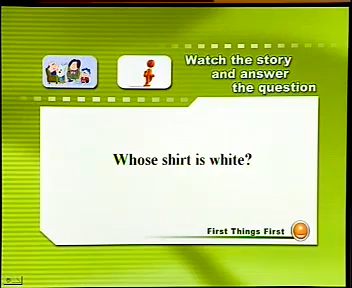 Watch the story
and answer
the question
Whose shirt is white?
First Things First